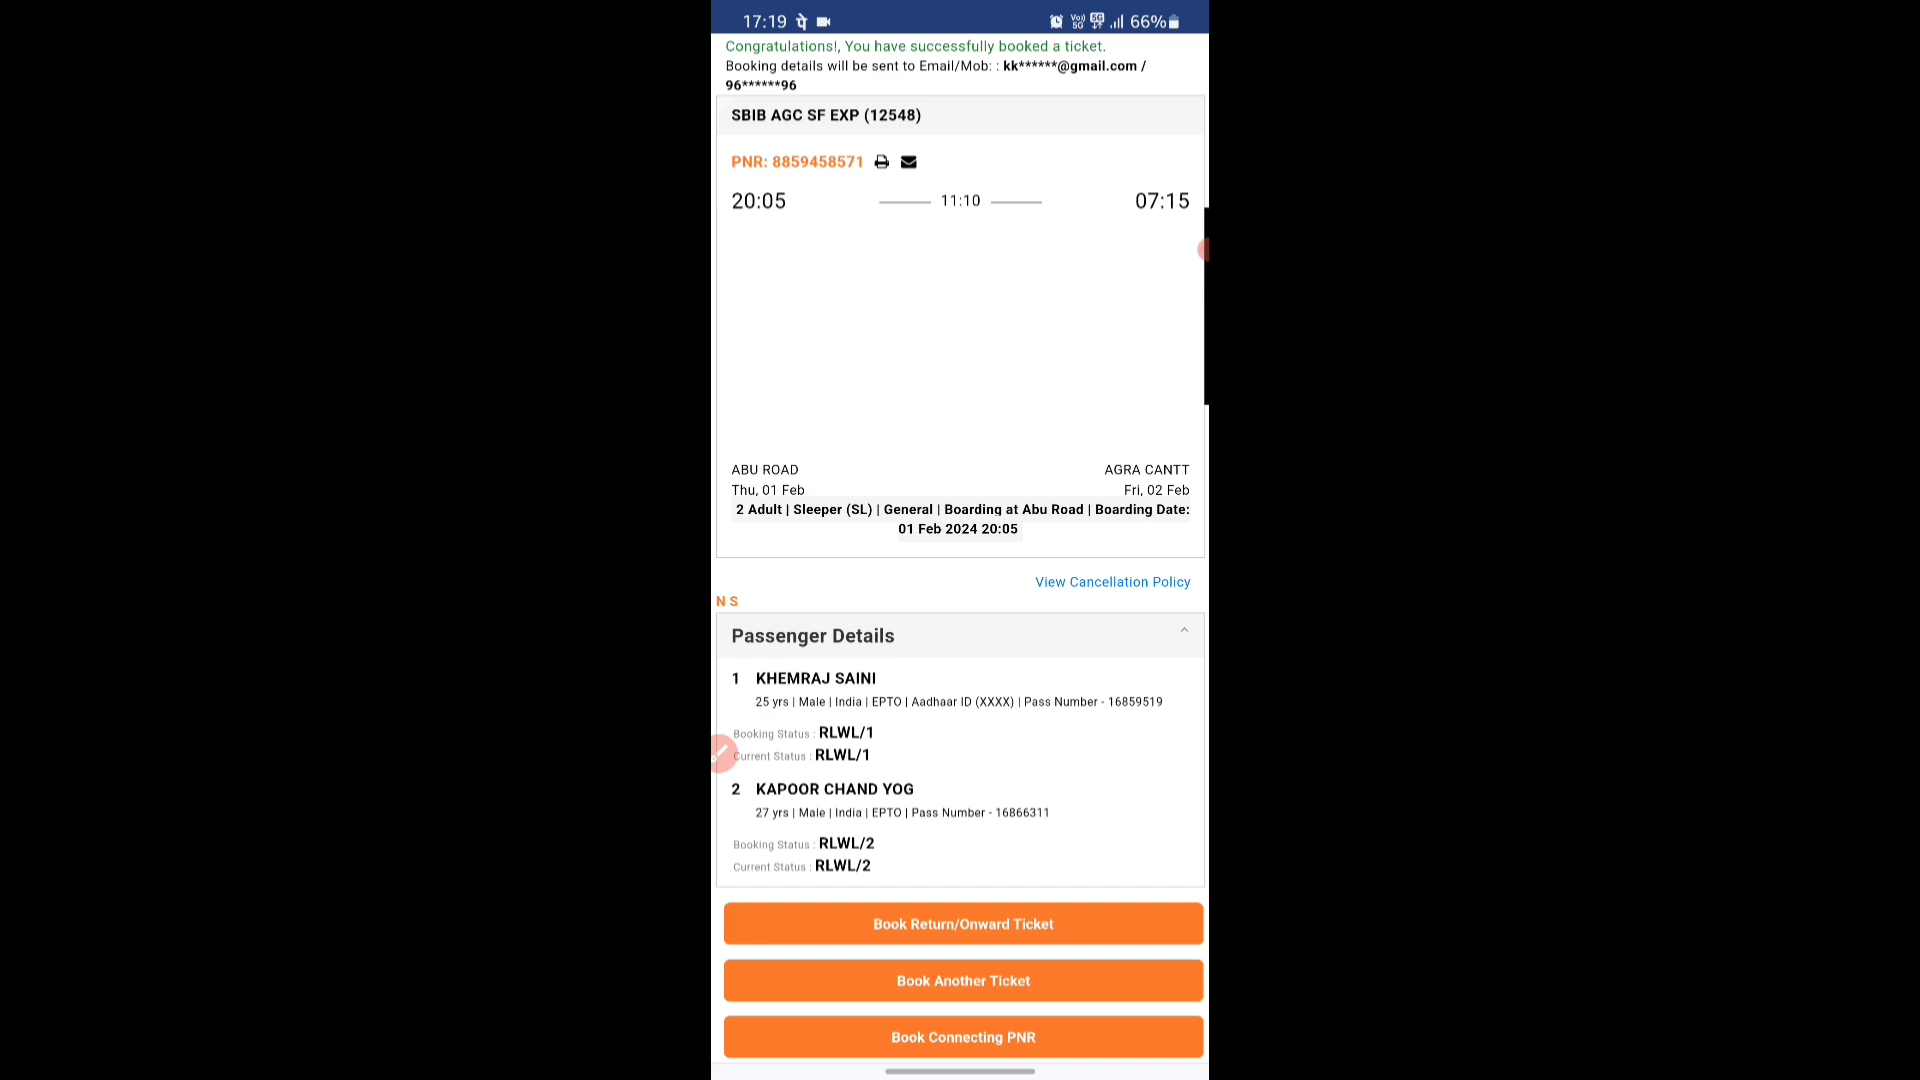 17:19 66%
Congratulations!, You have successfully booked a ticket.
Booking details will be sent to Email/Mob: : kk******@gmail.com /
96******96
SBIB AGC SF EXP (12548)
PNR: 8859458571
20:05 11:10 07:15
ABU ROAD AGRA CANTT
Thu, 01 Feb Fri, 02 Feb
2 Adult | Sleeper (SL) | General | Boarding at Abu Road | Boarding Date:
01 Feb 2024 20:05
View Cancellation Policy
N S
Passenger Details
1 KHEMRAJ SAINI
25 yrs | Male | India | EPTO | Aadhaar ID (XXXX) | Pass Number - 16859519
Booking Status : RLWL/1
Current Status : RLWL/1
2 KAPOOR CHAND YOG
27 yrs | Male | India | EPTO | Pass Number - 16866311
Booking Status : RLWL/2
Current Status : RLWL/2
Book Return/Onward Ticket
Book Another Ticket
Book Connecting PNR